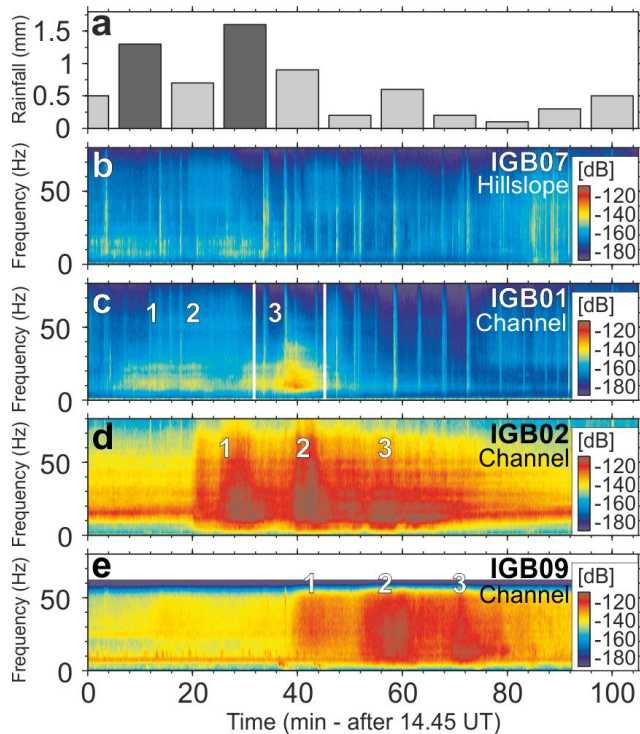 a
Rainfall (mm)
1.5
1
0.5
0
b
IGB07
Hillslope
Frequency (Hz)
50
0
[dB]
-120
-140
-160
-180
c
1 2 3
IGB01
Channel
Frequency (Hz)
50
0
[dB]
-120
-140
-160
-180
d
1 2 3
IGB02
Channel
Frequency (Hz)
50
0
[dB]
-120
-140
-160
-180
e
1 2 3
IGB09
Channel
Frequency (Hz)
50
0
[dB]
-120
-140
-160
-180
0 20 40 60 80 100
Time (min - after 14.45 UT)